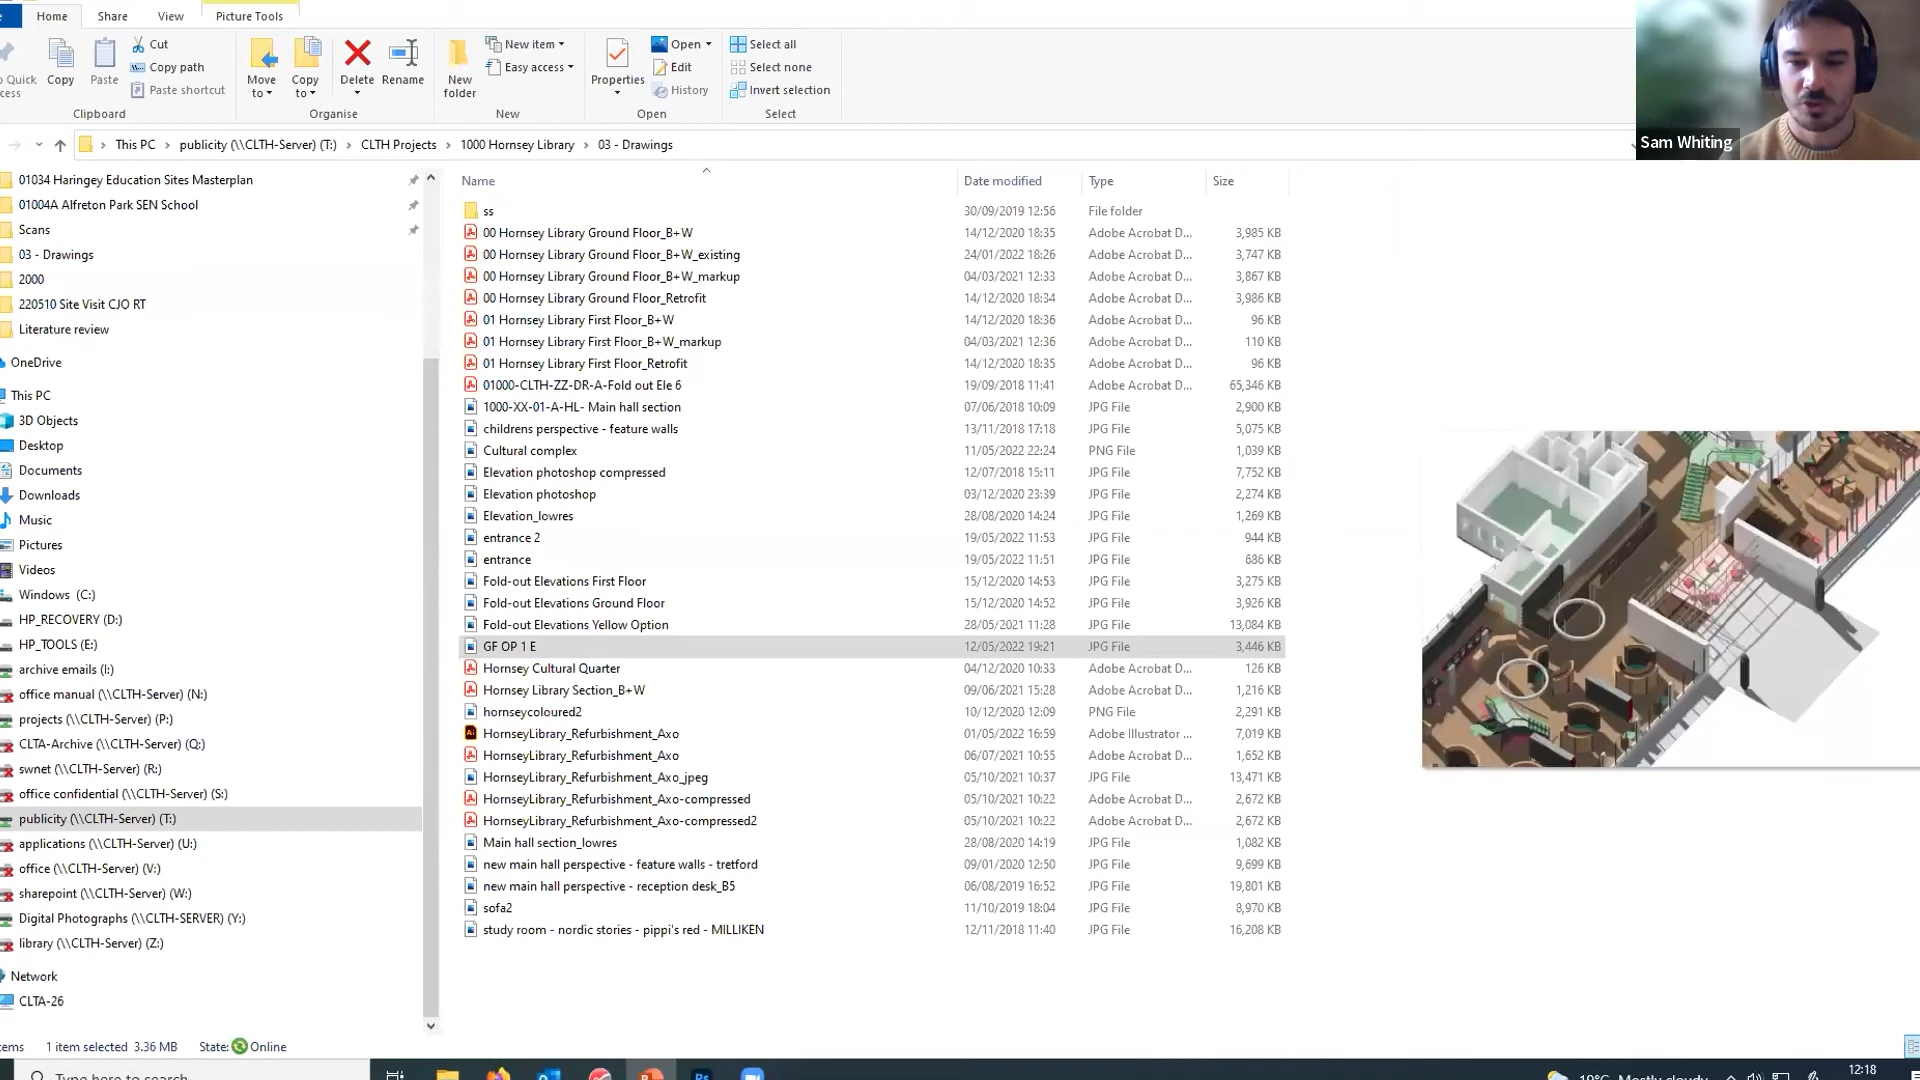 Home Share View Picture Tools
Cut
Copy path
Paste shortcut
Copy
Paste
Quick
Move to
Copy to
Delete
Rename
New folder
New item
Easy access
Properties
Open
Edit
History
Select all
Select none
Invert selection
Clipboard Organise New Open Select
Sam Whiting
This PC publicity (\\CLTH-Server) (T:) CLTH Projects 1000 Hornsey Library 03 - Drawings
01034 Haringey Education Sites Masterplan
01004A Alfreton Park SEN School
Scans
03 - Drawings
2000
220510 Site Visit CJO RT
Literature review
OneDrive
This PC
3D Objects
Desktop
Documents
Downloads
Music
Pictures
Videos
Windows (C:)
HP_RECOVERY (D:)
HP_TOOLS (E:)
archive emails (I:)
office manual (\\CLTH-Server) (N:)
projects (\\CLTH-Server) (P:)
CLTA-Archive (\\CLTH-Server) (Q:)
swnet (\\CLTH-Server) (R:)
office confidential (\\CLTH-Server) (S:)
publicity (\\CLTH-Server) (T:)
applications (\\CLTH-Server) (U:)
office (\\CLTH-Server) (V:)
sharepoint (\\CLTH-Server) (W:)
Digital Photographs (\\CLTH-SERVER) (Y:)
library (\\CLTH-Server) (Z:)
Network
CLTA-26
Name Date modified Type Size
ss 30/09/2019 12:56 File folder
00 Hornsey Library Ground Floor_B+W 14/12/2020 18:35 Adobe Acrobat D... 3,985 KB
00 Hornsey Library Ground Floor_B+W_existing 24/01/2022 18:26 Adobe Acrobat D... 3,747 KB
00 Hornsey Library Ground Floor_B+W_markup 04/03/2021 12:33 Adobe Acrobat D... 3,867 KB
00 Hornsey Library Ground Floor_Retrofit 14/12/2020 18:34 Adobe Acrobat D... 3,986 KB
01 Hornsey Library First Floor_B+W 14/12/2020 18:36 Adobe Acrobat D... 96 KB
01 Hornsey Library First Floor_B+W_markup 04/03/2021 12:36 Adobe Acrobat D... 110 KB
01 Hornsey Library First Floor_Retrofit 14/12/2020 18:35 Adobe Acrobat D... 96 KB
01000-CLTH-ZZ-DR-A-Fold out Ele 6 19/09/2018 11:41 Adobe Acrobat D... 65,346 KB
1000-XX-01-A-HL- Main hall section 07/06/2018 10:09 JPG File 2,900 KB
childrens perspective - feature walls 13/11/2018 17:18 JPG File 5,075 KB
Cultural complex 11/05/2022 22:24 PNG File 1,039 KB
Elevation photoshop compressed 12/07/2018 15:11 JPG File 7,752 KB
Elevation photoshop 03/12/2020 23:39 JPG File 2,274 KB
Elevation_lowres 28/08/2020 14:24 JPG File 1,269 KB
entrance 2 19/05/2022 11:53 JPG File 944 KB
entrance 19/05/2022 11:51 JPG File 686 KB
Fold-out Elevations First Floor 15/12/2020 14:53 JPG File 3,275 KB
Fold-out Elevations Ground Floor 15/12/2020 14:52 JPG File 3,926 KB
Fold-out Elevations Yellow Option 28/05/2021 11:28 JPG File 13,084 KB
GF OP 1 E 12/05/2022 19:21 JPG File 3,446 KB
Hornsey Cultural Quarter 04/12/2020 10:33 Adobe Acrobat D... 126 KB
Hornsey Library Section_B+W 09/06/2021 15:28 Adobe Acrobat D... 1,216 KB
hornseycoloured2 10/12/2020 12:09 PNG File 2,291 KB
HornseyLibrary_Refurbishment_Axo 01/05/2022 16:59 Adobe Illustrator ... 7,019 KB
HornseyLibrary_Refurbishment_Axo 06/07/2021 10:55 Adobe Acrobat D... 1,652 KB
HornseyLibrary_Refurbishment_Axo_jpeg 05/10/2021 10:37 JPG File 13,471 KB
HornseyLibrary_Refurbishment_Axo-compressed 05/10/2021 10:22 Adobe Acrobat D... 2,672 KB
HornseyLibrary_Refurbishment_Axo-compressed2 05/10/2021 10:22 Adobe Acrobat D... 2,672 KB
Main hall section_lowres 28/08/2020 14:19 JPG File 1,082 KB
new main hall perspective - feature walls - tretford 09/01/2020 12:50 JPG File 9,699 KB
new main hall perspective - reception desk_B5 06/08/2019 16:52 JPG File 19,801 KB
sofa2 11/10/2019 18:04 JPG File 8,970 KB
study room - nordic stories - pippi's red - MILLIKEN 12/11/2018 11:40 JPG File 16,208 KB
1 item selected 3.36 MB State: Online
Type here to search
19°C Mostly cloudy
12:18